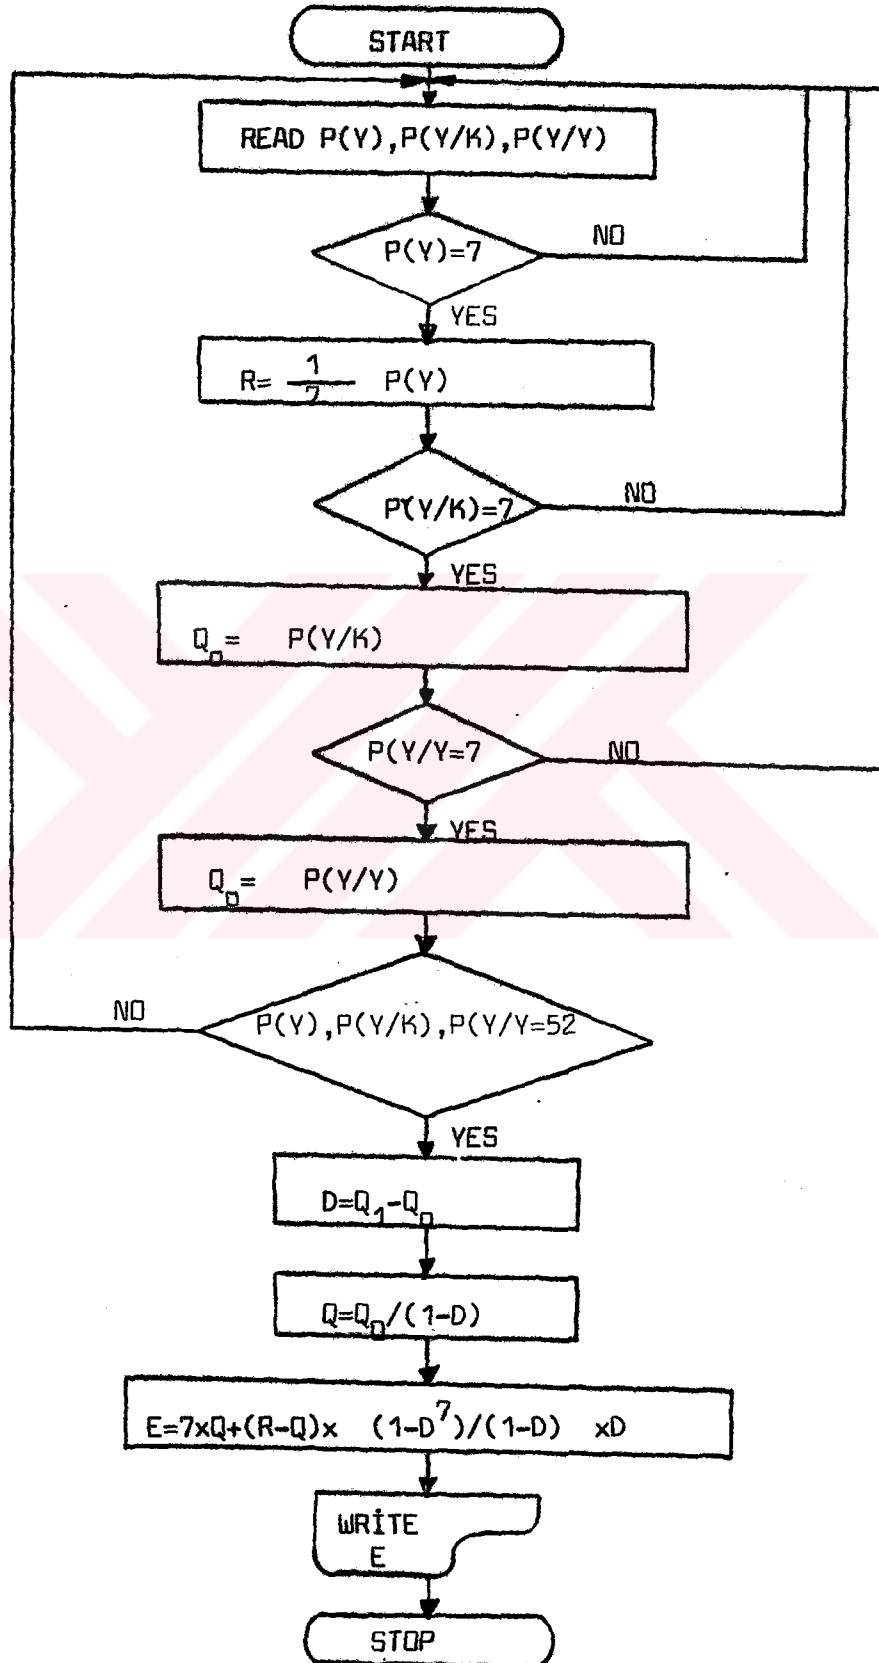 START
READ P(Y),P(Y/K),P(Y/Y)
P(Y)=7
NO
YES
R= 1/7 P(Y)
P(Y/K)=7
NO
YES
Q₀= P(Y/K)
P(Y/Y=7
NO
YES
Q₀= P(Y/Y)
NO
P(Y),P(Y/K),P(Y/Y=52
YES
D=Q₁-Q₀
Q=Q₀/(1-D)
E=7xQ+(R-Q)x (1-D⁷)/(1-D) xD
WRİTE
E
STOP